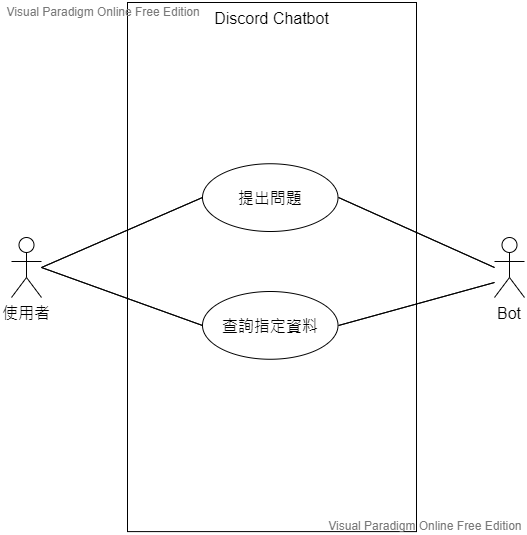 Visual Paradigm Online Free Edition
Discord Chatbot
提出問題
使用者
查詢指定資料
Bot
Visual Paradigm Online Free Edition